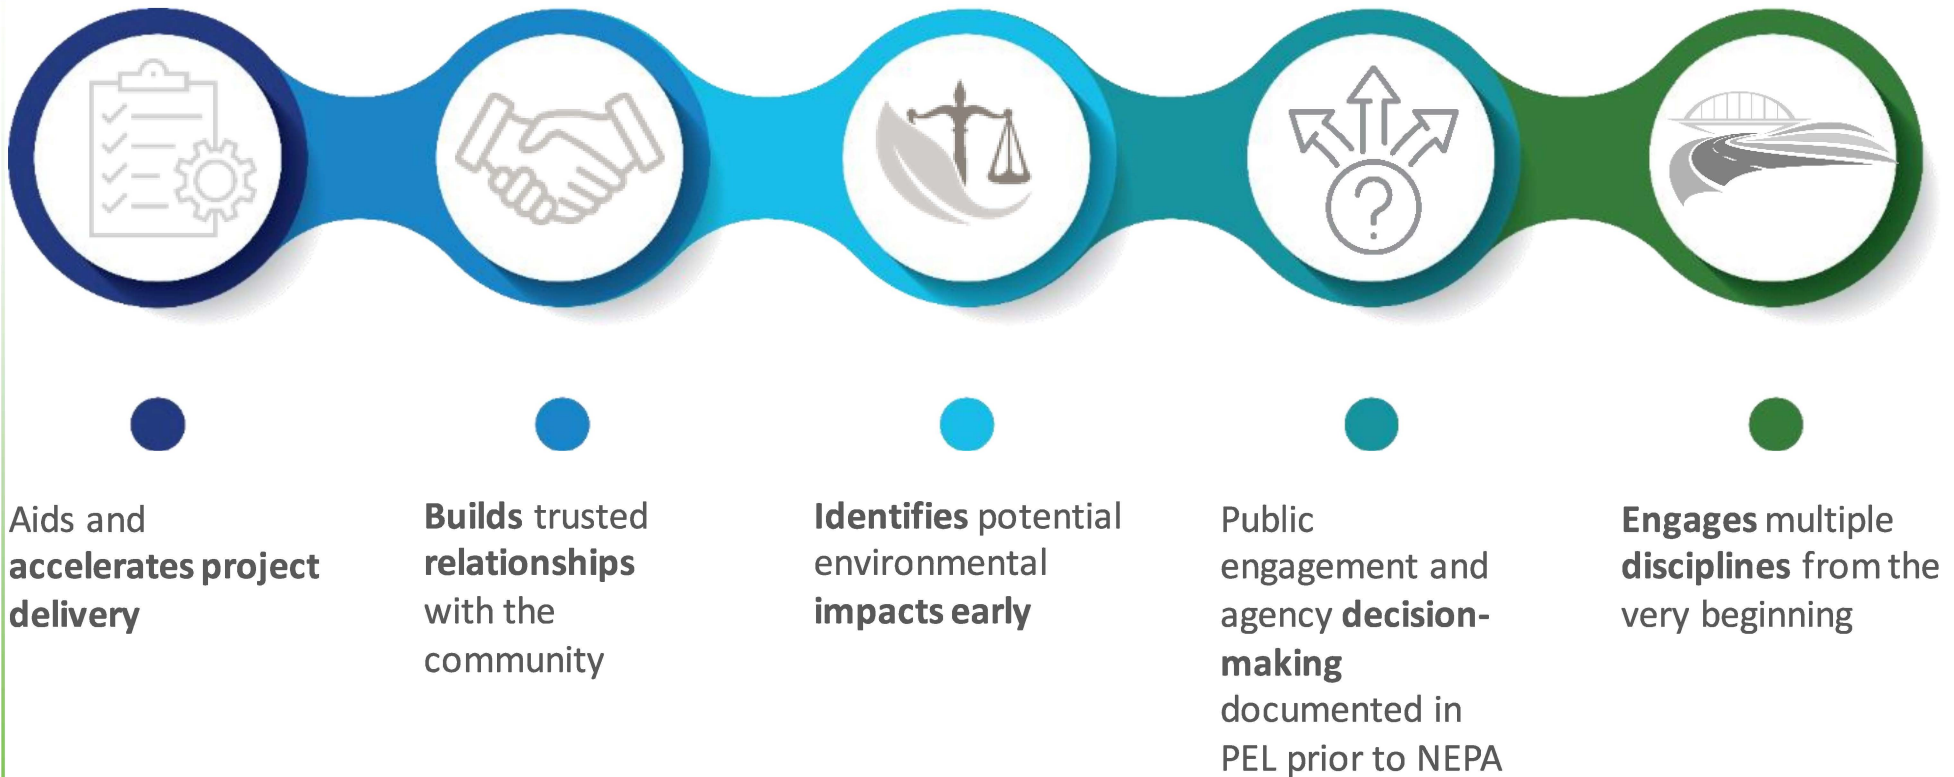 Aids and
accelerates project
delivery
Builds trusted
relationships
with the
community
Identifies potential
environmental
impacts early
Public
engagement and
agency decision-
making
documented in
PEL prior to NEPA
Engages multiple
disciplines from the
very beginning